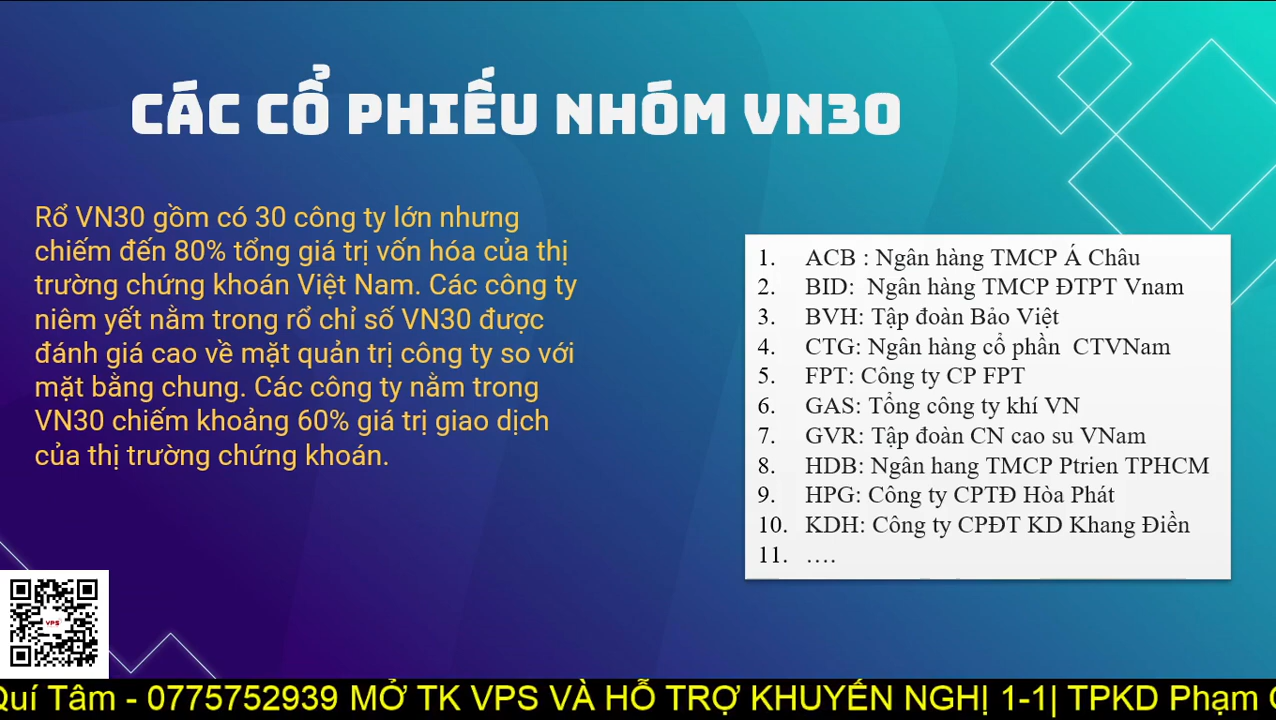 CÁC CỔ PHIẾU NHÓM VN30
Rổ VN30 gồm có 30 công ty lớn nhưng
chiếm đến 80% tổng giá trị vốn hóa của thị
trường chứng khoán Việt Nam. Các công ty
niêm yết nằm trong rổ chỉ số VN30 được
đánh giá cao về mặt quản trị công ty so với
mặt bằng chung. Các công ty nằm trong
VN30 chiếm khoảng 60% giá trị giao dịch
của thị trường chứng khoán.
1. ACB : Ngân hàng TMCP Á Châu
2. BID: Ngân hàng TMCP ĐTPT Vnam
3. BVH: Tập đoàn Bảo Việt
4. CTG: Ngân hàng cổ phần CTVNam
5. FPT: Công ty CP FPT
6. GAS: Tổng công ty khí VN
7. GVR: Tập đoàn CN cao su VNam
8. HDB: Ngân hang TMCP Ptrien TPHCM
9. HPG: Công ty CPTĐ Hòa Phát
10. KDH: Công ty CPĐT KD Khang Điền
11. ….
VPS
Quí Tâm - 0775752939 MỞ TK VPS VÀ HỖ TRỢ KHUYẾN NGHỊ 1-1| TPKD Phạm